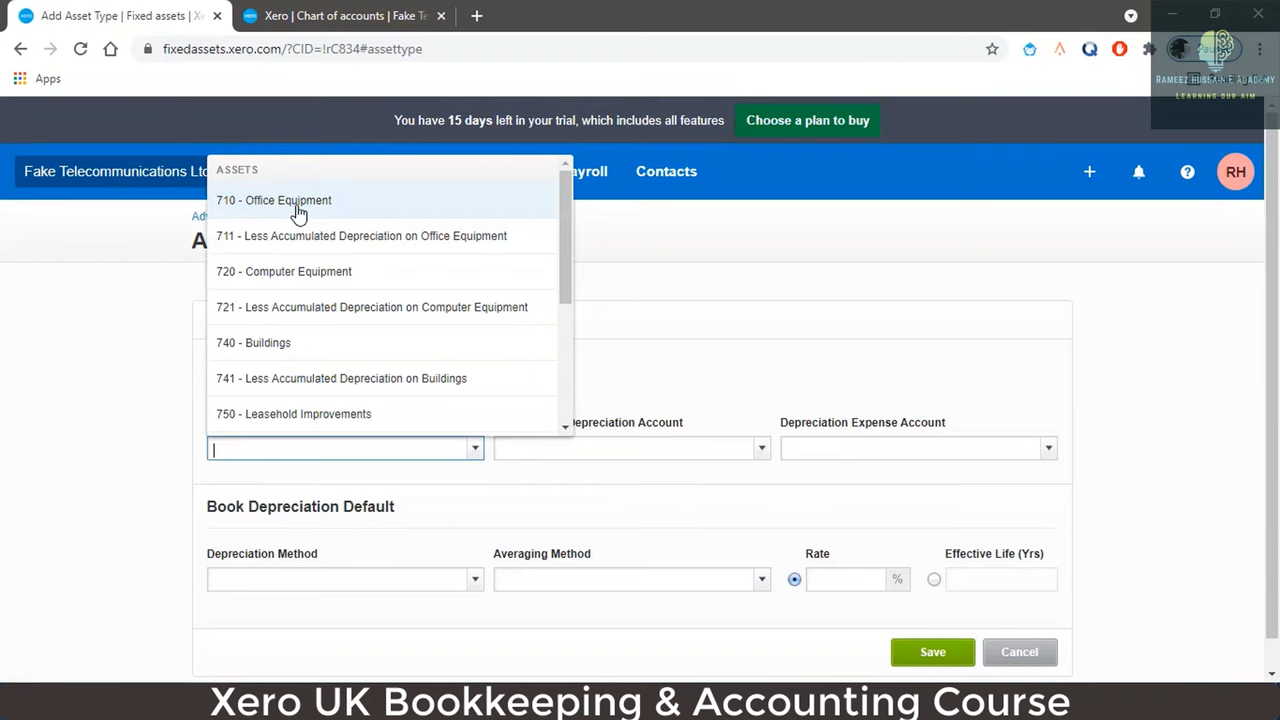 Add Asset Type | Fixed assets | X
Xero | Chart of accounts | Fake Te
fixedassets.xero.com/?CID=!rC834#assettype
Apps
RAMEEZ HUSSAIN E ACADEMY
LEARNING OUR AIM
You have 15 days left in your trial, which includes all features
Choose a plan to buy
Fake Telecommunications Ltd
ayroll
Contacts
RH
ASSETS
710 - Office Equipment
711 - Less Accumulated Depreciation on Office Equipment
720 - Computer Equipment
721 - Less Accumulated Depreciation on Computer Equipment
740 - Buildings
741 - Less Accumulated Depreciation on Buildings
750 - Leasehold Improvements
Adv
A
Depreciation Account
Depreciation Expense Account
Book Depreciation Default
Depreciation Method
Averaging Method
Rate
Effective Life (Yrs)
%
Save
Cancel
Xero UK Bookkeeping & Accounting Course